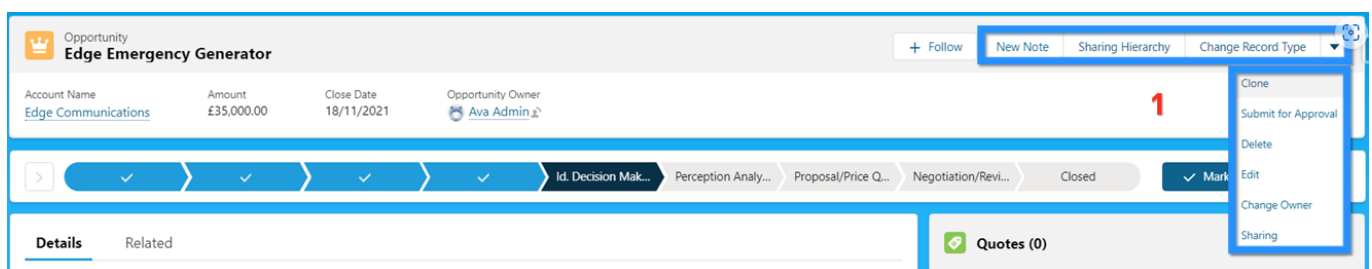 Opportunity
Edge Emergency Generator
+ Follow
New Note
Sharing Hierarchy
Change Record Type
Account Name
Edge Communications
Amount
£35,000.00
Close Date
18/11/2021
Opportunity Owner
Ava Admin
1
Clone
Submit for Approval
Delete
Edit
Change Owner
Sharing
Id. Decision Mak...
Perception Analy...
Proposal/Price Q...
Negotiation/Revi...
Closed
Mark
Details
Related
Quotes (0)